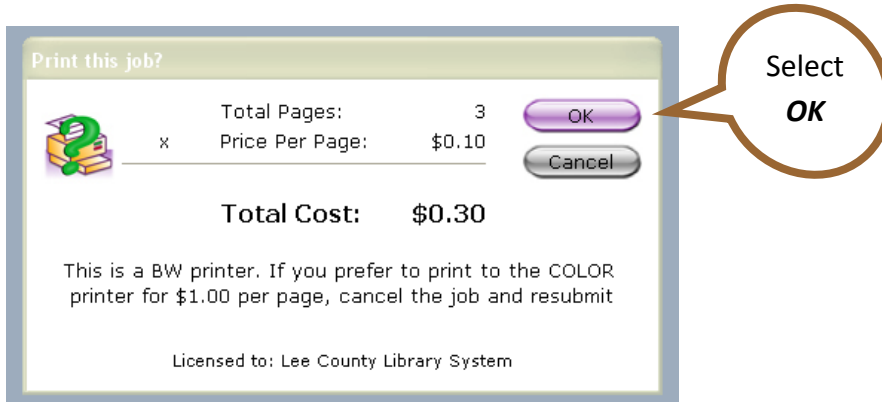 Print this job?
Total Pages: 3
x Price Per Page: $0.10
OK
Cancel
Total Cost: $0.30
This is a BW printer. If you prefer to print to the COLOR
printer for $1.00 per page, cancel the job and resubmit
Licensed to: Lee County Library System
Select
OK